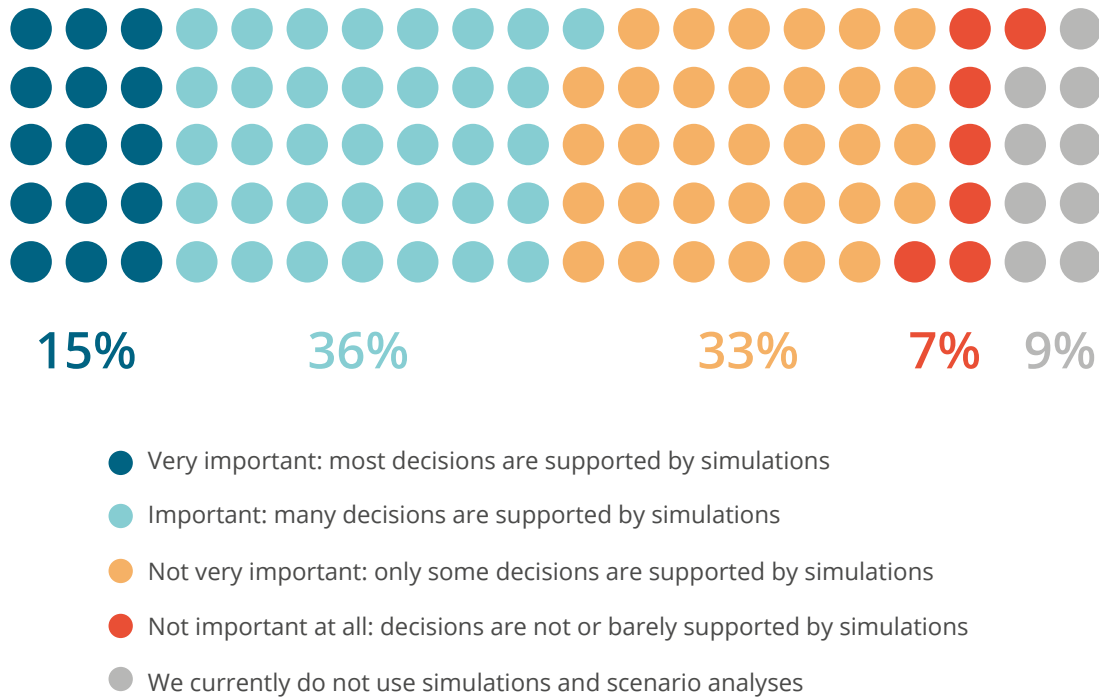 15% 36% 33% 7% 9%
Very important: most decisions are supported by simulations
Important: many decisions are supported by simulations
Not very important: only some decisions are supported by simulations
Not important at all: decisions are not or barely supported by simulations
We currently do not use simulations and scenario analyses